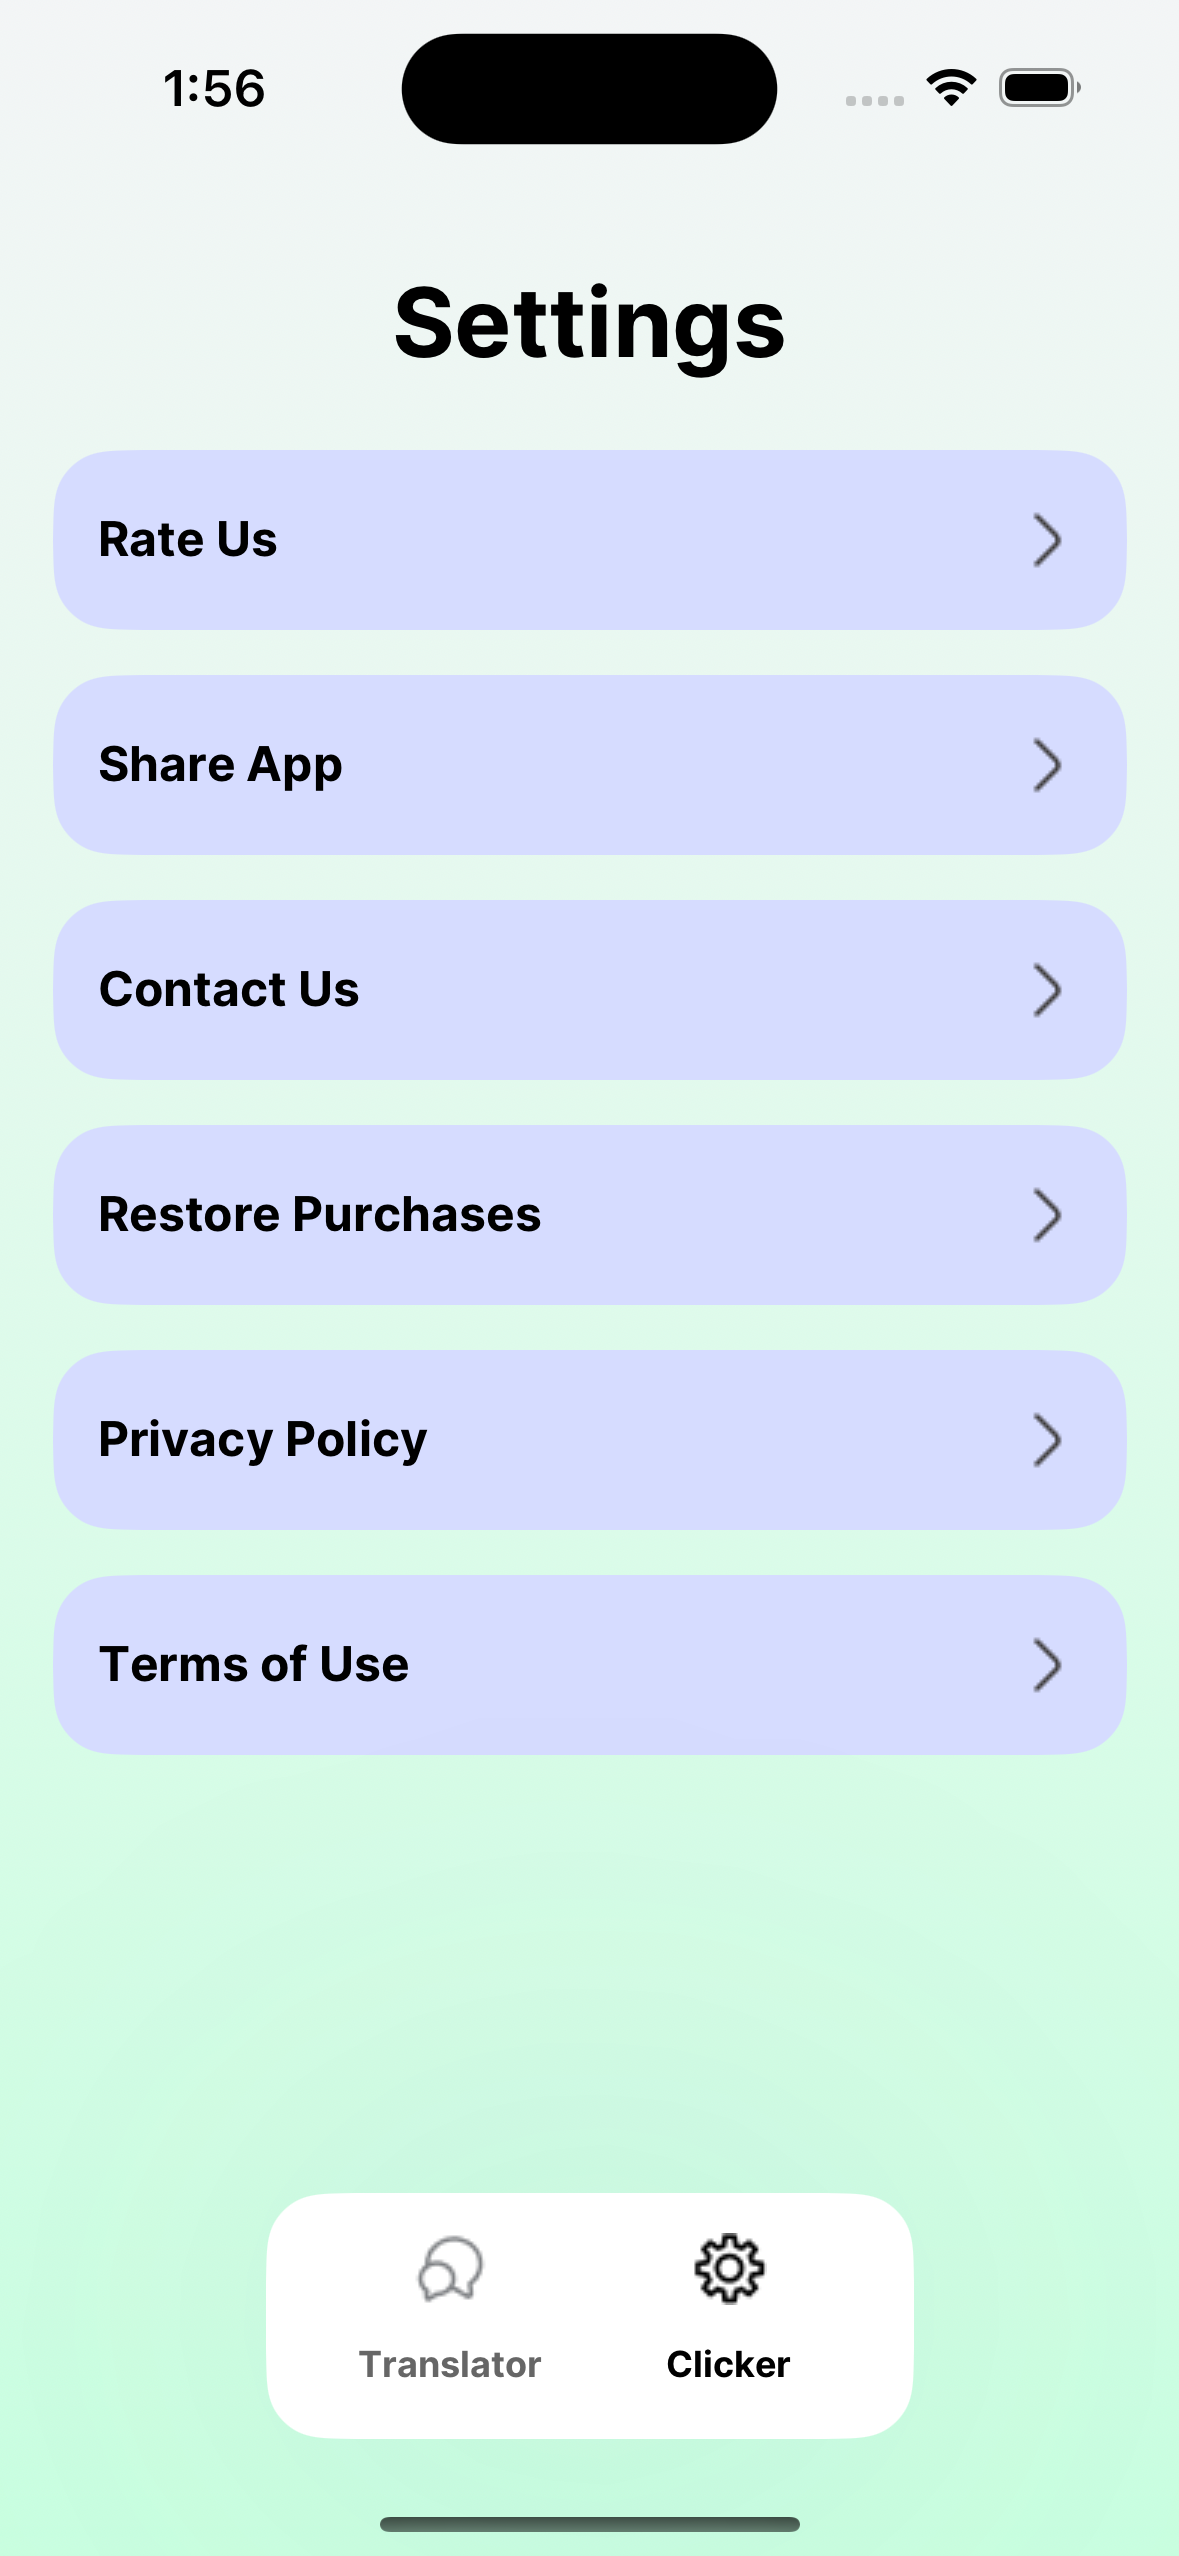 1:56
Settings
Rate Us
Share App
Contact Us
Restore Purchases
Privacy Policy
Terms of Use
Translator
Clicker